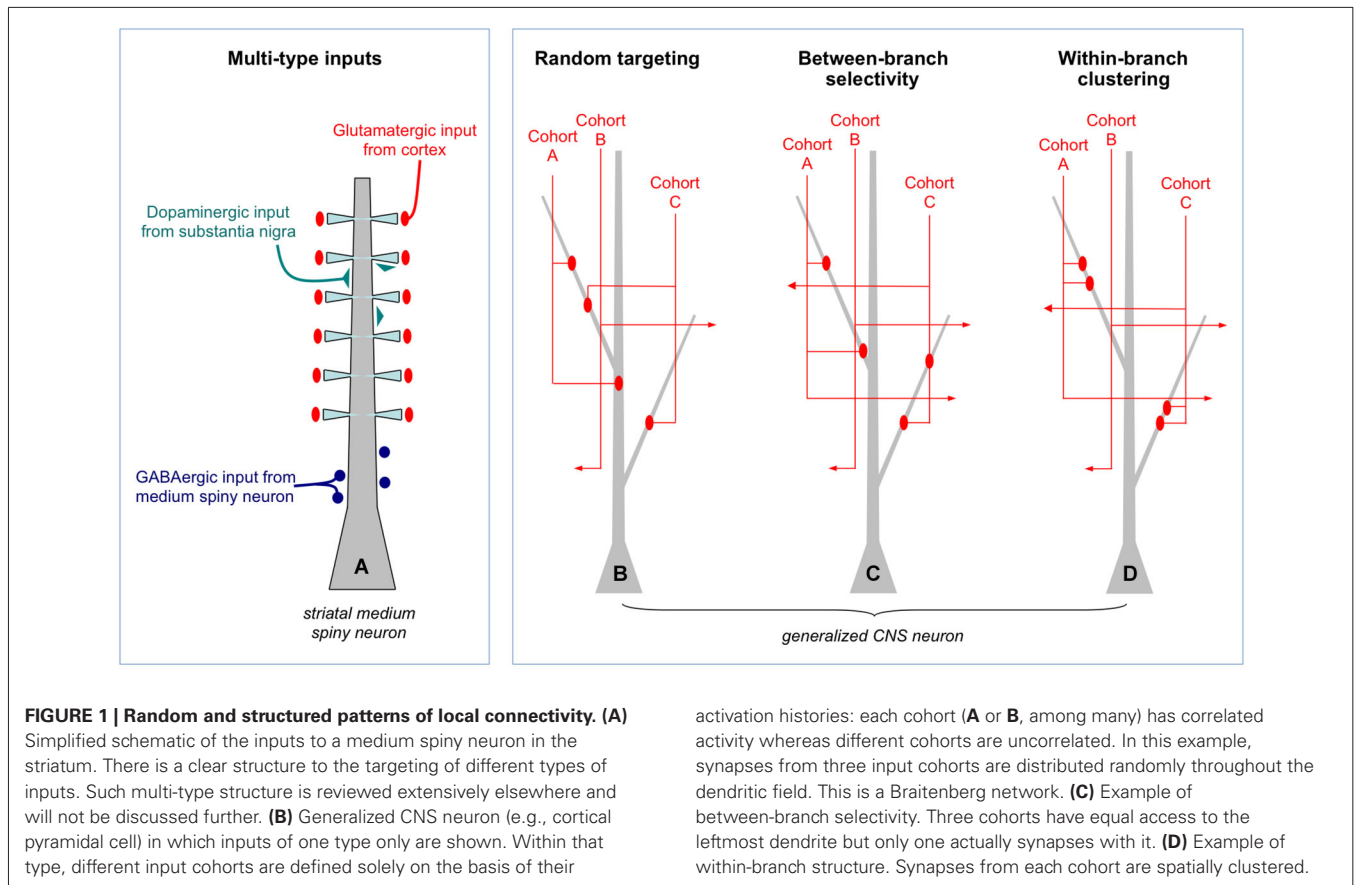 Multi-type inputs
Glutamatergic input
from cortex
Dopaminergic input
from substantia nigra
GABAergic input from
medium spiny neuron
A
striatal medium
spiny neuron
Random targeting
Cohort
A
Cohort
B
Cohort
C
B
Between-branch
selectivity
Cohort
A
Cohort
B
Cohort
C
C
Within-branch
clustering
Cohort
A
Cohort
B
Cohort
C
D
generalized CNS neuron
FIGURE 1 | Random and structured patterns of local connectivity. (A)
Simplified schematic of the inputs to a medium spiny neuron in the
striatum. There is a clear structure to the targeting of different types of
inputs. Such multi-type structure is reviewed extensively elsewhere and
will not be discussed further. (B) Generalized CNS neuron (e.g., cortical
pyramidal cell) in which inputs of one type only are shown. Within that
type, different input cohorts are defined solely on the basis of their
activation histories: each cohort (A or B, among many) has correlated
activity whereas different cohorts are uncorrelated. In this example,
synapses from three input cohorts are distributed randomly throughout the
dendritic field. This is a Braitenberg network. (C) Example of
between-branch selectivity. Three cohorts have equal access to the
leftmost dendrite but only one actually synapses with it. (D) Example of
within-branch structure. Synapses from each cohort are spatially clustered.